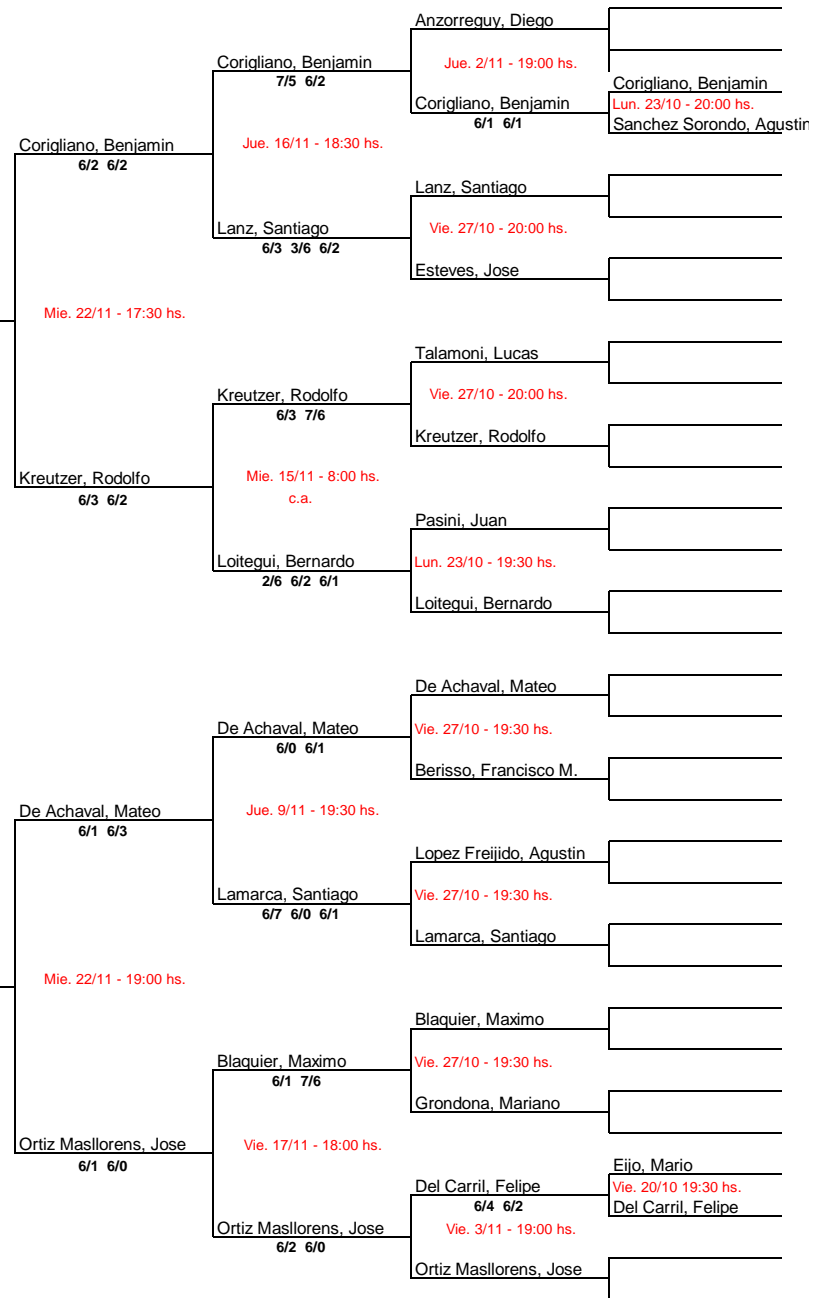 Anzorreguy, Diego
Corigliano, Benjamin
7/5 6/2
Jue. 2/11 - 19:00 hs.
Corigliano, Benjamin
Corigliano, Benjamin
Lun. 23/10 - 20:00 hs.
6/1 6/1
Sanchez Sorondo, Agustin
Corigliano, Benjamin
6/2 6/2
Jue. 16/11 - 18:30 hs.
Lanz, Santiago
Lanz, Santiago
6/3 3/6 6/2
Vie. 27/10 - 20:00 hs.
Esteves, Jose
Mie. 22/11 - 17:30 hs.
Talamoni, Lucas
Kreutzer, Rodolfo
6/3 7/6
Vie. 27/10 - 20:00 hs.
Kreutzer, Rodolfo
Kreutzer, Rodolfo
6/3 6/2
Mie. 15/11 - 8:00 hs.
c.a.
Pasini, Juan
Loitegui, Bernardo
2/6 6/2 6/1
Lun. 23/10 - 19:30 hs.
Loitegui, Bernardo
De Achaval, Mateo
De Achaval, Mateo
6/0 6/1
Vie. 27/10 - 19:30 hs.
Berisso, Francisco M.
De Achaval, Mateo
6/1 6/3
Jue. 9/11 - 19:30 hs.
Lopez Freijido, Agustin
Lamarca, Santiago
6/7 6/0 6/1
Vie. 27/10 - 19:30 hs.
Lamarca, Santiago
Mie. 22/11 - 19:00 hs.
Blaquier, Maximo
Blaquier, Maximo
6/1 7/6
Vie. 27/10 - 19:30 hs.
Grondona, Mariano
Ortiz Masllorens, Jose
6/1 6/0
Vie. 17/11 - 18:00 hs.
Eijo, Mario
Del Carril, Felipe
Vie. 20/10 19:30 hs.
6/4 6/2
Del Carril, Felipe
Ortiz Masllorens, Jose
6/2 6/0
Vie. 3/11 - 19:00 hs.
Ortiz Masllorens, Jose